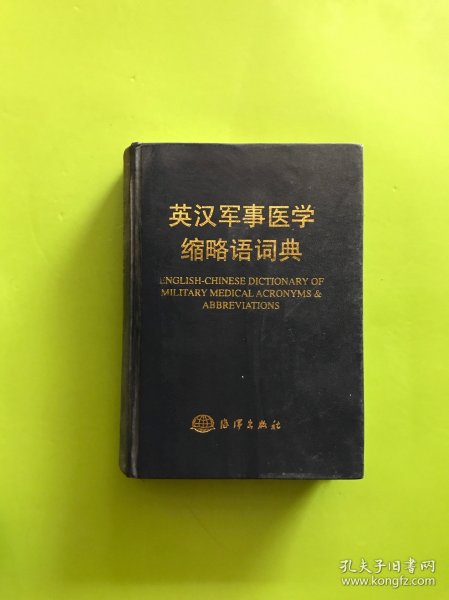 英汉军事医学
缩略语词典
ENGLISH-CHINESE DICTIONARY OF
MILITARY MEDICAL ACRONYMS &
ABBREVIATIONS
海洋出版社
孔夫子旧书网
www.kongfz.com